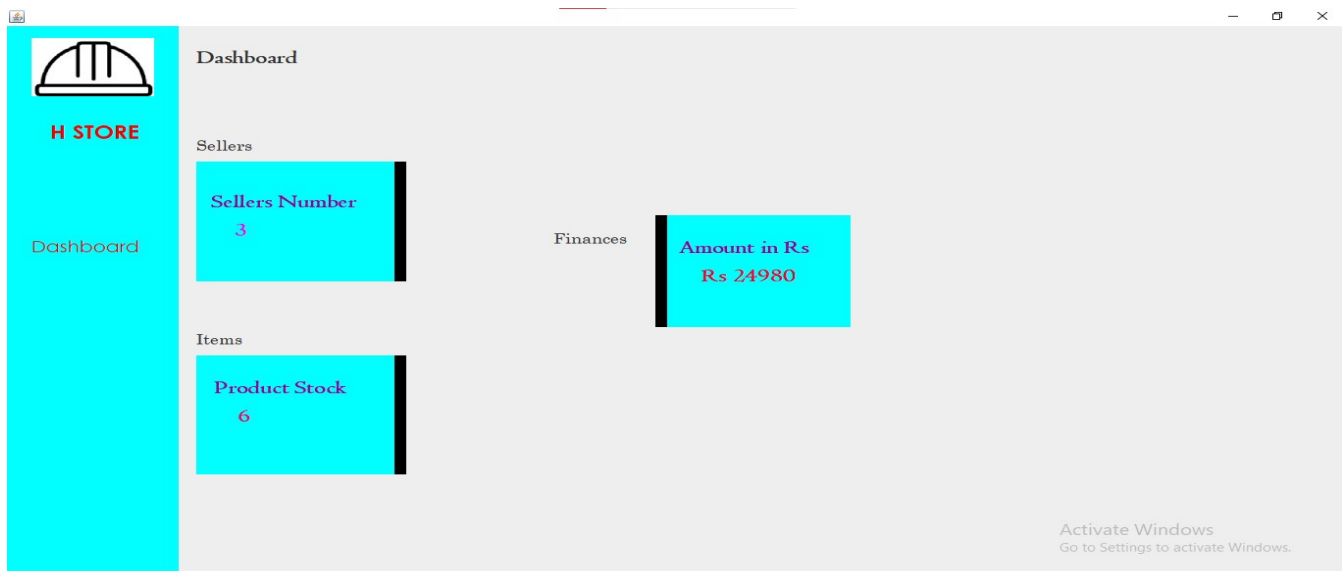 Dashboard
H STORE
Sellers
Sellers Number
3
Dashboard
Finances
Amount in Rs
Rs 24980
Items
Product Stock
6
Activate Windows
Go to Settings to activate Windows.